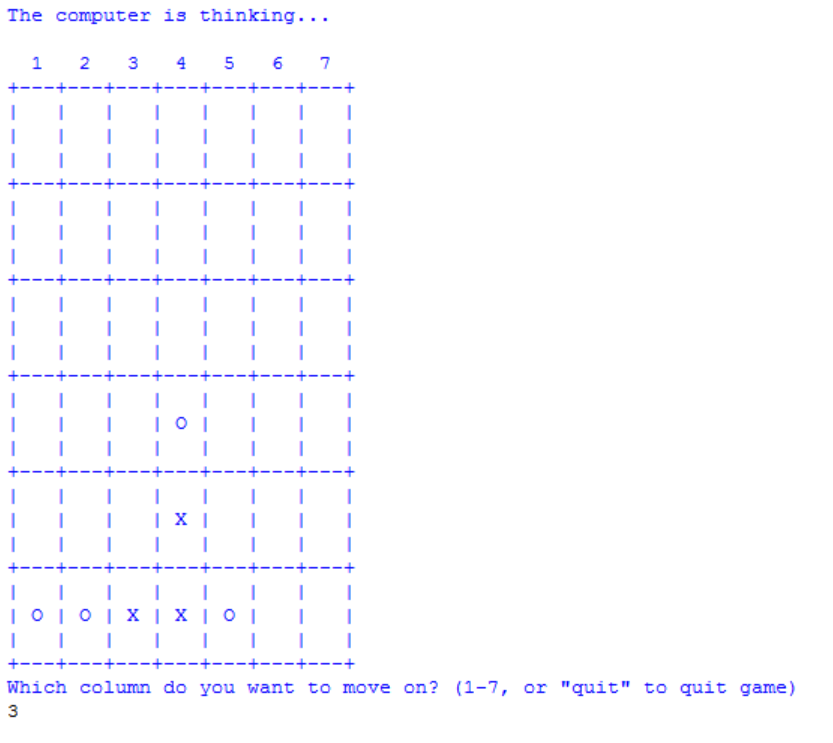 The computer is thinking...
  1   2   3   4   5   6   7
+---+---+---+---+---+---+---+
|   |   |   |   |   |   |   |
|   |   |   |   |   |   |   |
|   |   |   |   |   |   |   |
+---+---+---+---+---+---+---+
|   |   |   |   |   |   |   |
|   |   |   |   |   |   |   |
|   |   |   |   |   |   |   |
+---+---+---+---+---+---+---+
|   |   |   |   |   |   |   |
|   |   |   |   |   |   |   |
|   |   |   |   |   |   |   |
+---+---+---+---+---+---+---+
|   |   |   |   |   |   |   |
|   |   |   | O |   |   |   |
|   |   |   |   |   |   |   |
+---+---+---+---+---+---+---+
|   |   |   |   |   |   |   |
|   |   |   | X |   |   |   |
|   |   |   |   |   |   |   |
+---+---+---+---+---+---+---+
|   |   |   |   |   |   |   |
| O | O | X | X | O |   |   |
|   |   |   |   |   |   |   |
+---+---+---+---+---+---+---+
Which column do you want to move on? (1-7, or "quit" to quit game)
3